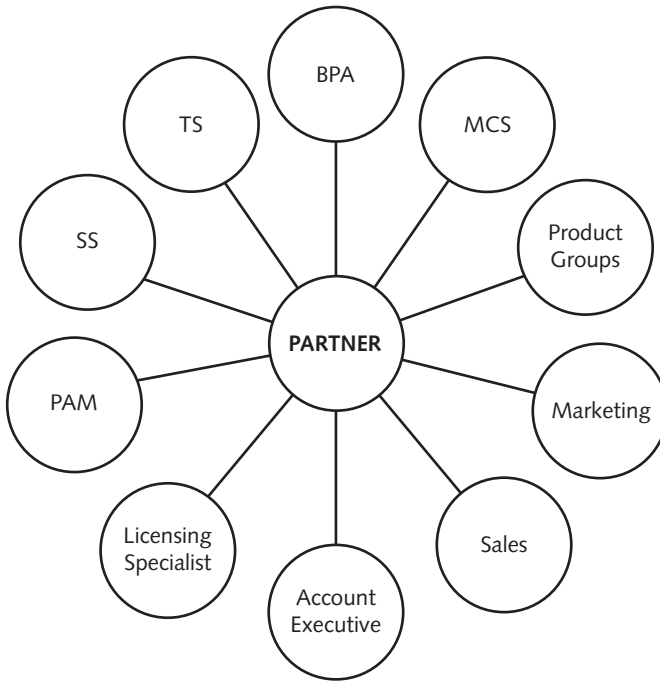 BPA
TS
MCS
SS
Product
Groups
PARTNER
PAM
Marketing
Licensing
Specialist
Sales
Account
Executive